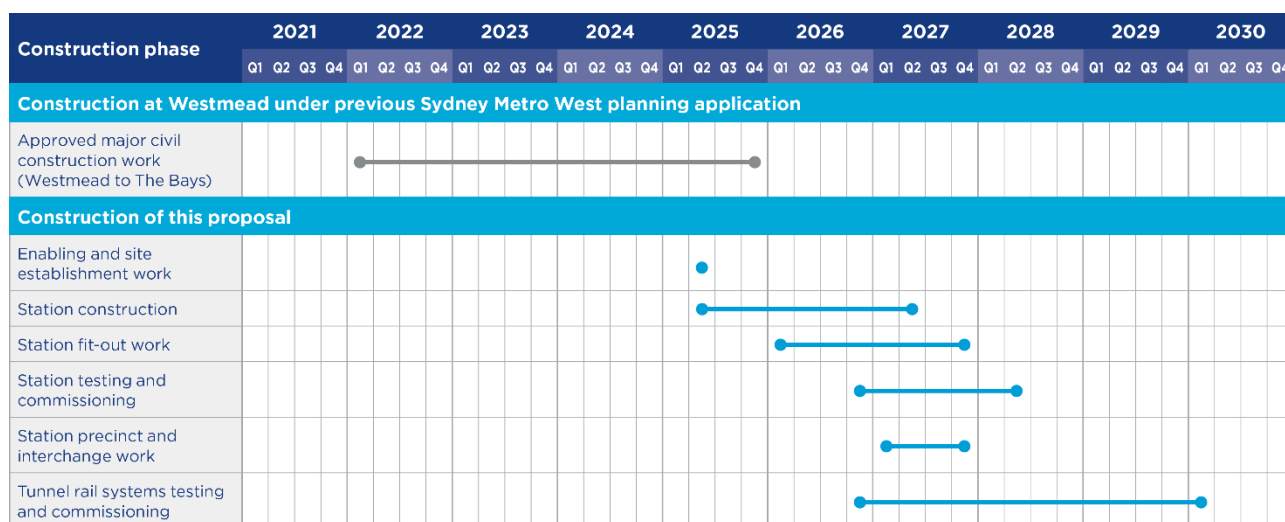 Construction phase
2021 2022 2023 2024 2025 2026 2027 2028 2029 2030
Q1 Q2 Q3 Q4 Q1 Q2 Q3 Q4 Q1 Q2 Q3 Q4 Q1 Q2 Q3 Q4 Q1 Q2 Q3 Q4 Q1 Q2 Q3 Q4 Q1 Q2 Q3 Q4 Q1 Q2 Q3 Q4 Q1 Q2 Q3 Q4 Q1 Q2 Q3 Q4
Construction at Westmead under previous Sydney Metro West planning application
Approved major civil
construction work
(Westmead to The Bays)
Construction of this proposal
Enabling and site
establishment work
Station construction
Station fit-out work
Station testing and
commissioning
Station precinct and
interchange work
Tunnel rail systems testing
and commissioning